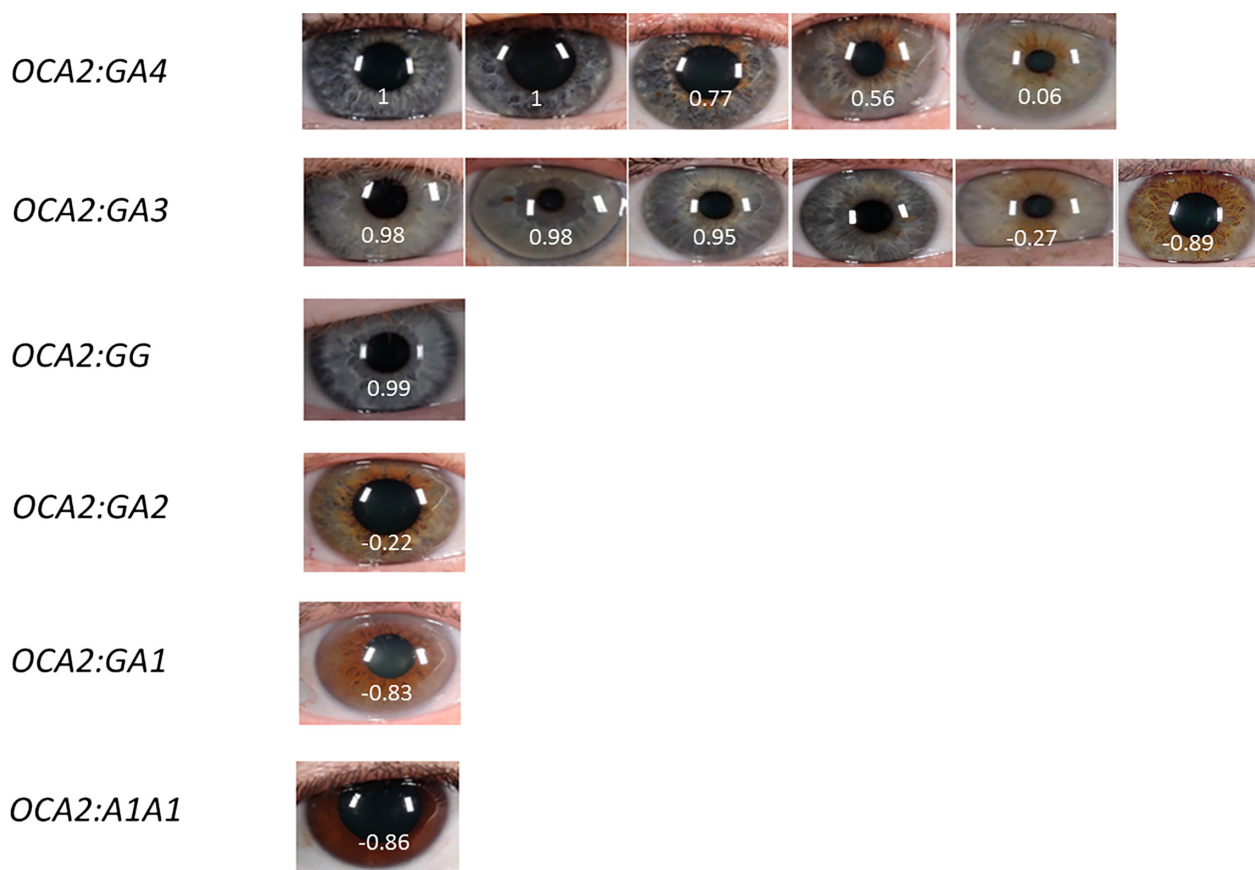 OCA2:GA4
1 1 0.77 0.56 0.06
OCA2:GA3
0.98 0.98 0.95 -0.27 -0.89
OCA2:GG
0.99
OCA2:GA2
-0.22
OCA2:GA1
-0.83
OCA2:A1A1
-0.86